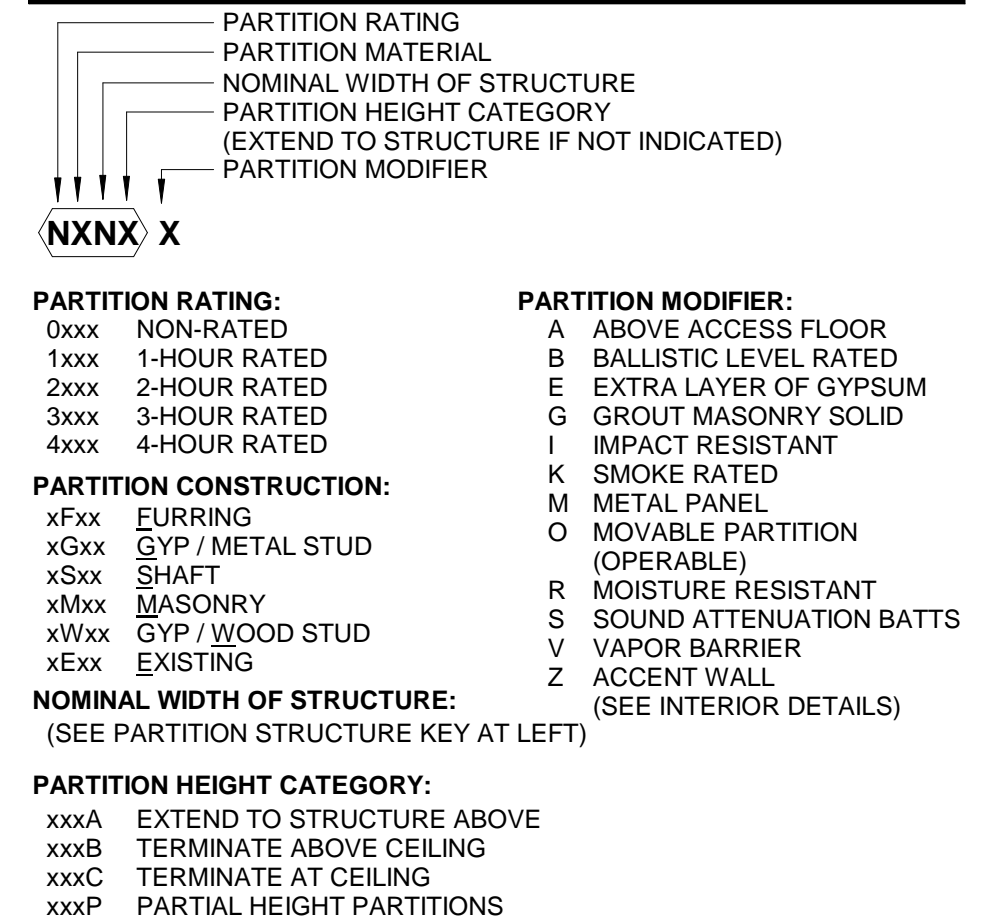 PARTITION RATING
PARTITION MATERIAL
NOMINAL WIDTH OF STRUCTURE
PARTITION HEIGHT CATEGORY
(EXTEND TO STRUCTURE IF NOT INDICATED)
PARTITION MODIFIER
NXNX X
PARTITION RATING:
0xxx NON-RATED
1xxx 1-HOUR RATED
2xxx 2-HOUR RATED
3xxx 3-HOUR RATED
4xxx 4-HOUR RATED
PARTITION CONSTRUCTION:
xFxx FURRING
xGxx GYP / METAL STUD
xSxx SHAFT
xMxx MASONRY
xWxx GYP / WOOD STUD
xExx EXISTING
NOMINAL WIDTH OF STRUCTURE:
(SEE PARTITION STRUCTURE KEY AT LEFT)
PARTITION HEIGHT CATEGORY:
xxxA EXTEND TO STRUCTURE ABOVE
xxxB TERMINATE ABOVE CEILING
xxxC TERMINATE AT CEILING
xxxP PARTIAL HEIGHT PARTITIONS
PARTITION MODIFIER:
A ABOVE ACCESS FLOOR
B BALLISTIC LEVEL RATED
E EXTRA LAYER OF GYPSUM
G GROUT MASONRY SOLID
I IMPACT RESISTANT
K SMOKE RATED
M METAL PANEL
O MOVABLE PARTITION
(OPERABLE)
R MOISTURE RESISTANT
S SOUND ATTENUATION BATTS
V VAPOR BARRIER
Z ACCENT WALL
(SEE INTERIOR DETAILS)